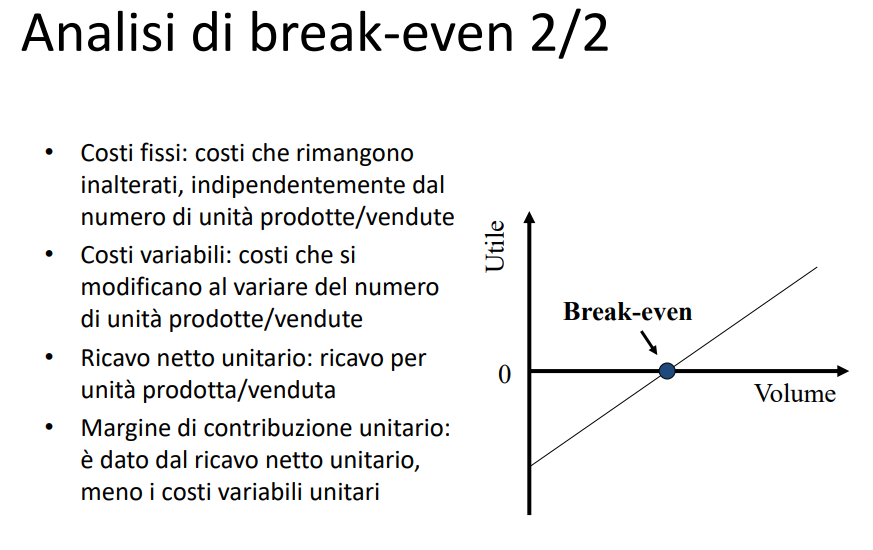 Analisi di break-even 2/2
• Costi fissi: costi che rimangono
inalterati, indipendentemente dal
numero di unità prodotte/vendute
• Costi variabili: costi che si
modificano al variare del numero
di unità prodotte/vendute
• Ricavo netto unitario: ricavo per
unità prodotta/venduta
• Margine di contribuzione unitario:
è dato dal ricavo netto unitario,
meno i costi variabili unitari
Utile
Break-even
0
Volume